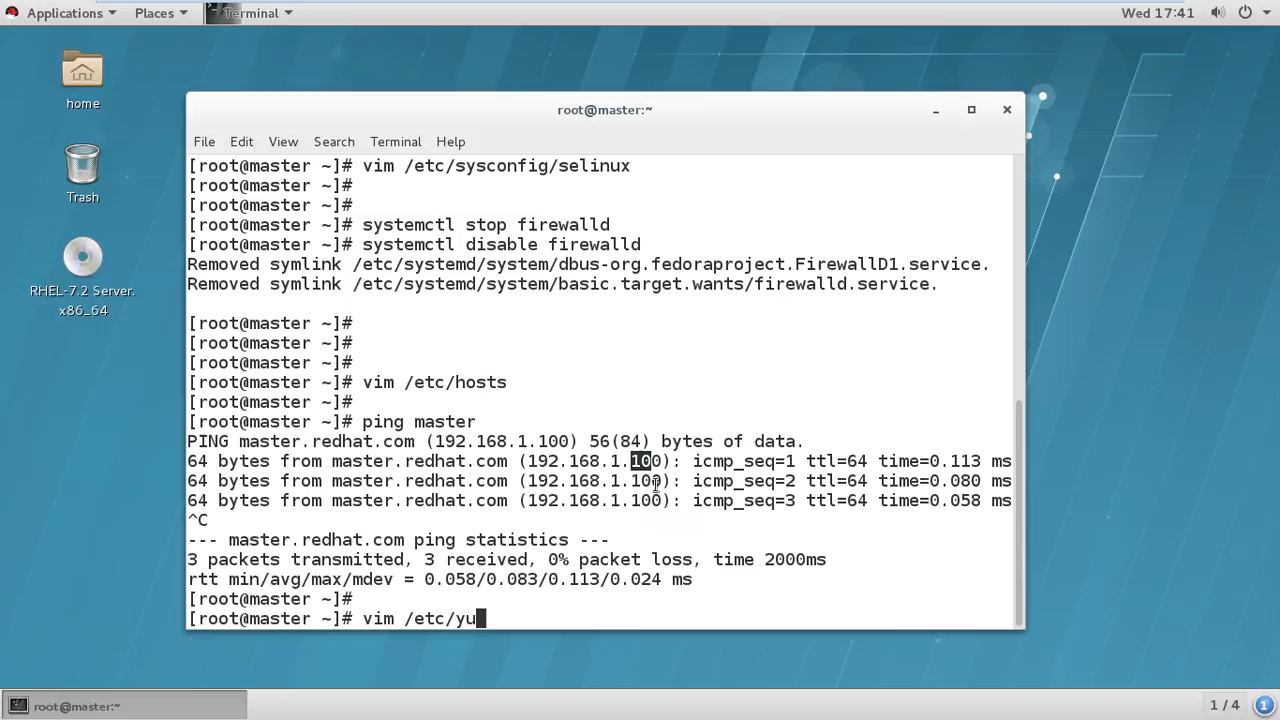 Applications Places Terminal Wed 17:41
home
Trash
RHEL-7.2 Server.
x86_64
root@master:~
File Edit View Search Terminal Help
[root@master ~]# vim /etc/sysconfig/selinux
[root@master ~]#
[root@master ~]#
[root@master ~]# systemctl stop firewalld
[root@master ~]# systemctl disable firewalld
Removed symlink /etc/systemd/system/dbus-org.fedoraproject.FirewallD1.service.
Removed symlink /etc/systemd/system/basic.target.wants/firewalld.service.
[root@master ~]#
[root@master ~]#
[root@master ~]#
[root@master ~]# vim /etc/hosts
[root@master ~]#
[root@master ~]# ping master
PING master.redhat.com (192.168.1.100) 56(84) bytes of data.
64 bytes from master.redhat.com (192.168.1.100): icmp_seq=1 ttl=64 time=0.113 ms
64 bytes from master.redhat.com (192.168.1.100): icmp_seq=2 ttl=64 time=0.080 ms
64 bytes from master.redhat.com (192.168.1.100): icmp_seq=3 ttl=64 time=0.058 ms
^C
--- master.redhat.com ping statistics ---
3 packets transmitted, 3 received, 0% packet loss, time 2000ms
rtt min/avg/max/mdev = 0.058/0.083/0.113/0.024 ms
[root@master ~]#
[root@master ~]# vim /etc/yu
root@master:~ 1 / 4 1